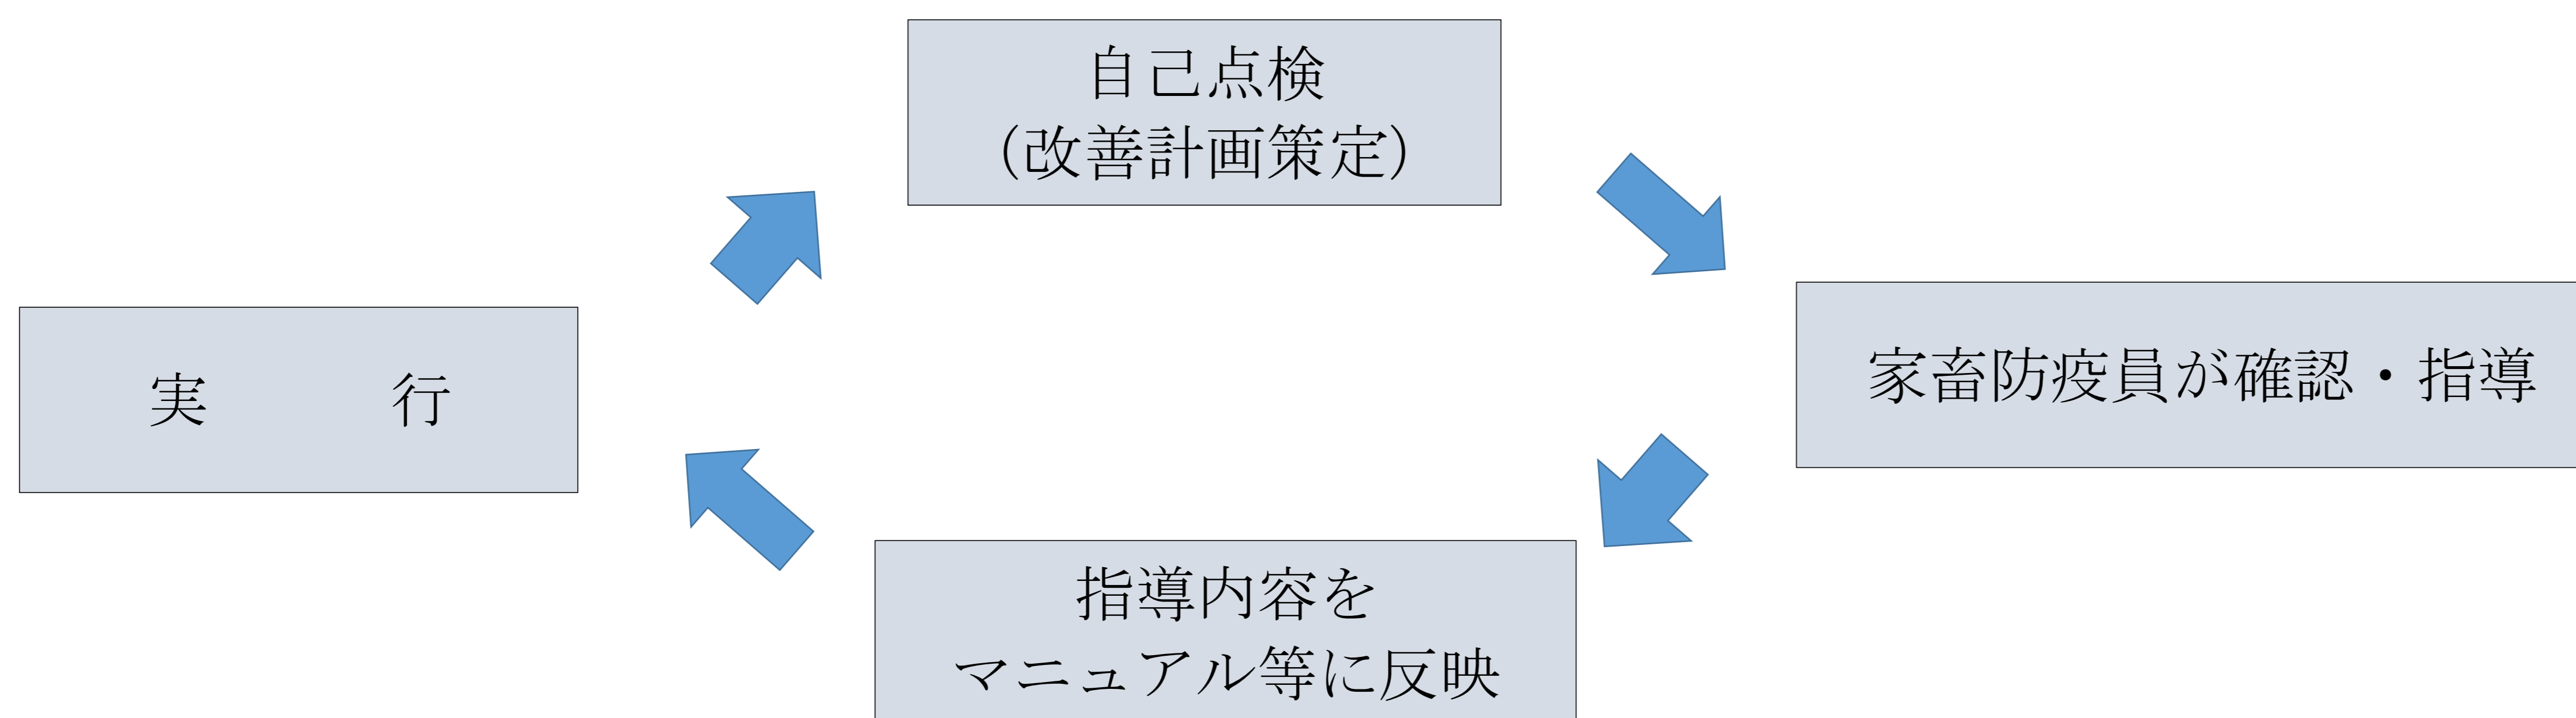 自己点検
（改善計画策定）
家畜防疫員が確認・指導
実　　　行
指導内容を
マニュアル等に反映